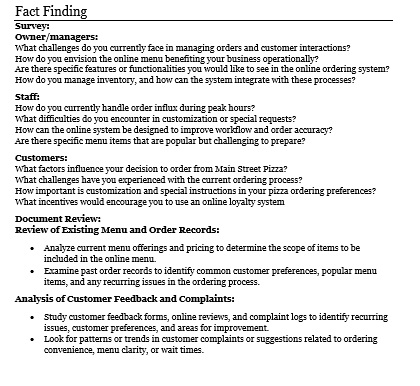 Fact Finding
Survey:
Owner/managers:
What challenges do you currently face in managing orders and customer interactions?
How do you envision the online menu benefiting your business operationally?
Are there specific features or functionalities you would like to see in the online ordering system?
How do you manage inventory, and how can the system integrate with these processes?
Staff:
How do you currently handle order influx during peak hours?
What difficulties do you encounter in customization or special requests?
How can the online system be designed to improve workflow and order accuracy?
Are there specific menu items that are popular but challenging to prepare?
Customers:
What factors influence your decision to order from Main Street Pizza?
What challenges have you experienced with the current ordering process?
How important is customization and special instructions in your pizza ordering preferences?
What incentives would encourage you to use an online loyalty system
Document Review:
Review of Existing Menu and Order Records:
• Analyze current menu offerings and pricing to determine the scope of items to be
included in the online menu.
• Examine past order records to identify common customer preferences, popular menu
items, and any recurring issues in the ordering process.
Analysis of Customer Feedback and Complaints:
• Study customer feedback forms, online reviews, and complaint logs to identify recurring
issues, customer preferences, and areas for improvement.
• Look for patterns or trends in customer complaints or suggestions related to ordering
convenience, menu clarity, or wait times.